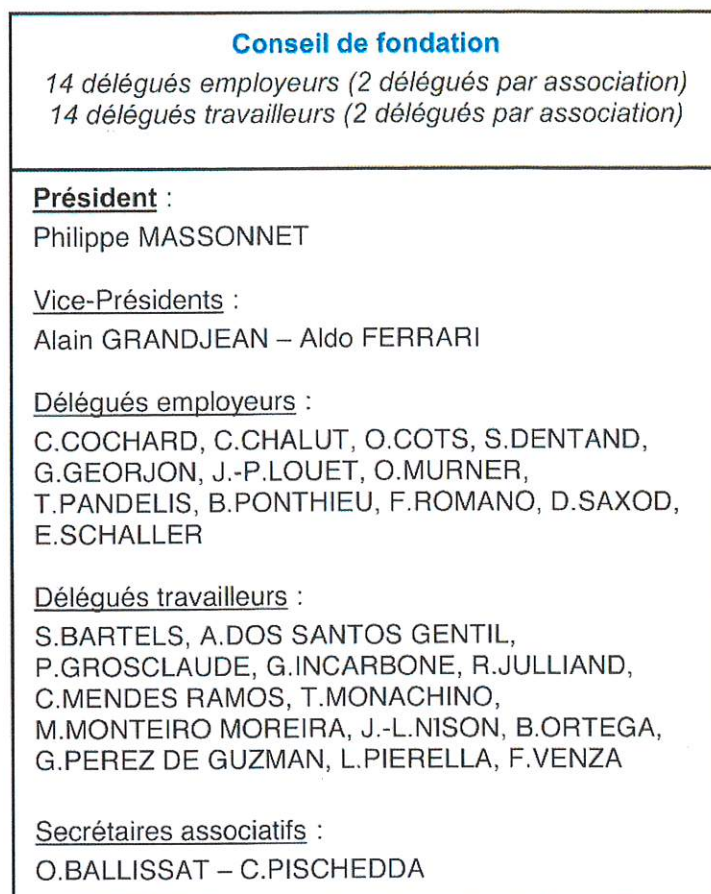 Conseil de fondation
14 délégués employeurs (2 délégués par association)
14 délégués travailleurs (2 délégués par association)
Président :
Philippe MASSONNET
Vice-Présidents :
Alain GRANDJEAN – Aldo FERRARI
Délégués employeurs :
C.COCHARD, C.CHALUT, O.COTS, S.DENTAND,
G.GEORJON, J.-P.LOUET, O.MURNER,
T.PANDELIS, B.PONTHIEU, F.ROMANO, D.SAXOD,
E.SCHALLER
Délégués travailleurs :
S.BARTELS, A.DOS SANTOS GENTIL,
P.GROSCLAUDE, G.INCARBONE, R.JULLIAND,
C.MENDES RAMOS, T.MONACHINO,
M.MONTEIRO MOREIRA, J.-L.NISON, B.ORTEGA,
G.PEREZ DE GUZMAN, L.PIERELLA, F.VENZA
Secrétaires associatifs :
O.BALLISSAT – C.PISCHEDDA